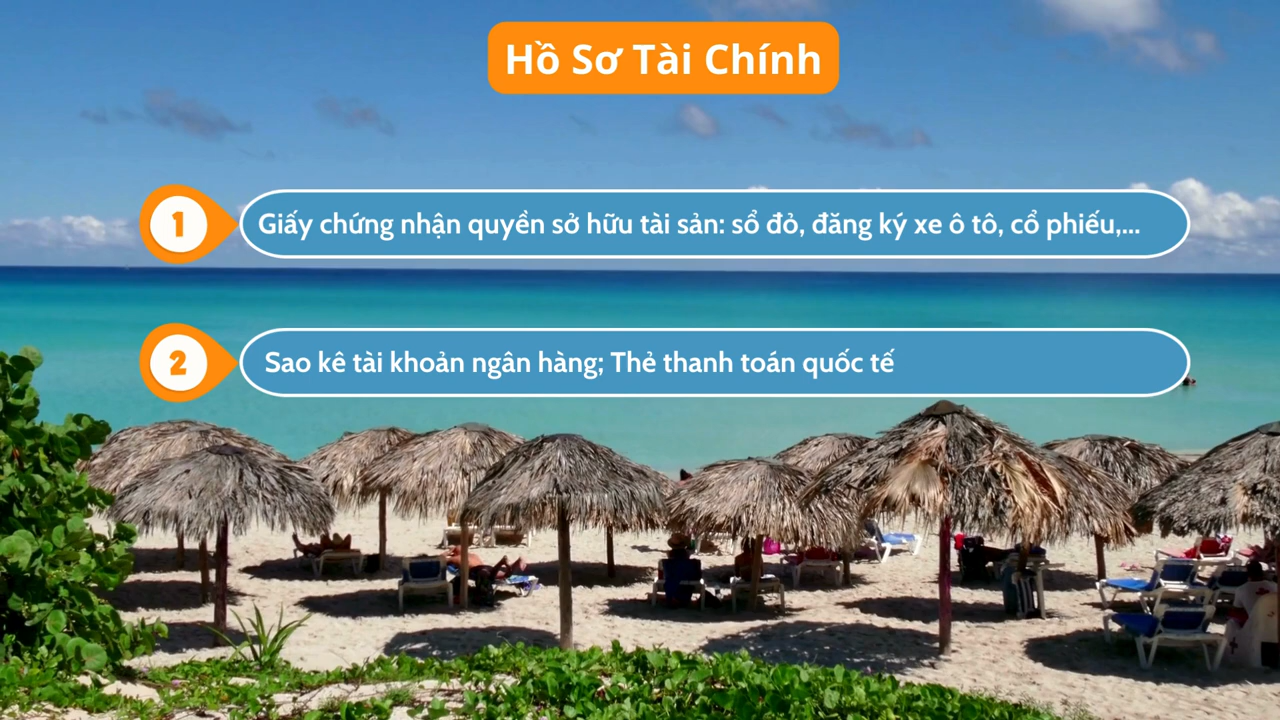 Hồ Sơ Tài Chính
1
Giấy chứng nhận quyền sở hữu tài sản: sổ đỏ, đăng ký xe ô tô, cổ phiếu,...
2
Sao kê tài khoản ngân hàng; Thẻ thanh toán quốc tế